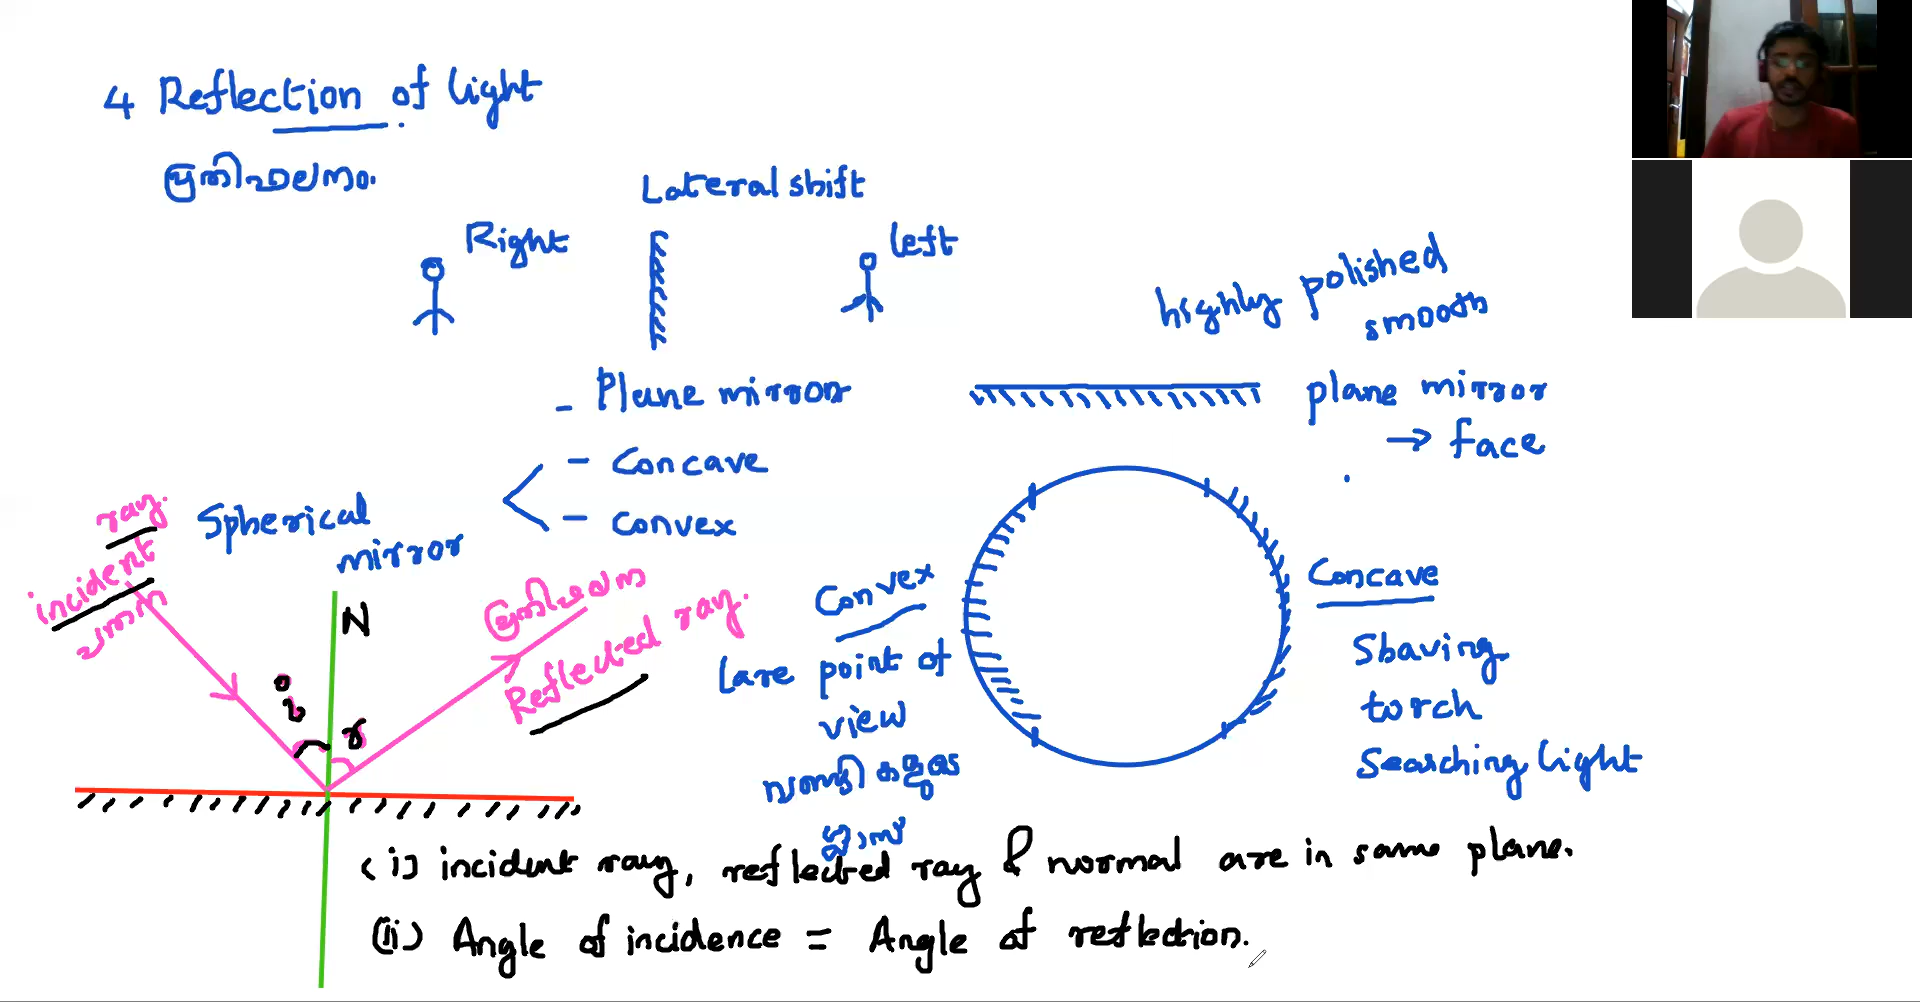 4 Reflection of light
പ്രതിഫലനം.
Lateral shift
Right
left
highly polished
smooth
- Plane mirror
plane mirror
→ face
- Concave
- Convex
Spherical
mirror
ray.
incident
N
പ്രതിഫലന
Reflected ray.
i
r
Convex
point of
view
Concave
Shaving
torch
Searching light
(i) incident ray, reflected ray & normal are in same plane.
(ii) Angle of incidence = Angle of reflection.